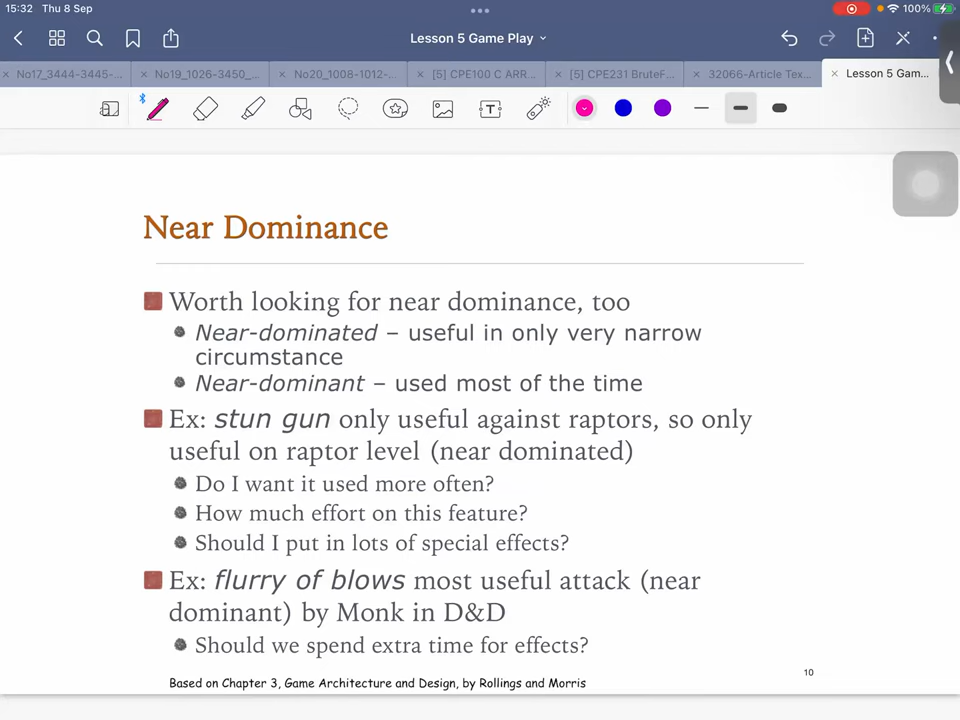 15:32 Thu 8 Sep
100%
Lesson 5 Game Play
No17_3444-3445-...
No19_1026-3450_...
No20_1008-1012-...
[5] CPE100 C ARR...
[5] CPE231 BruteF...
32066-Article Tex...
Lesson 5 Gam...
Near Dominance
Worth looking for near dominance, too
Near-dominated – useful in only very narrow
circumstance
Near-dominant – used most of the time
Ex: stun gun only useful against raptors, so only
useful on raptor level (near dominated)
Do I want it used more often?
How much effort on this feature?
Should I put in lots of special effects?
Ex: flurry of blows most useful attack (near
dominant) by Monk in D&D
Should we spend extra time for effects?
10
Based on Chapter 3, Game Architecture and Design, by Rollings and Morris